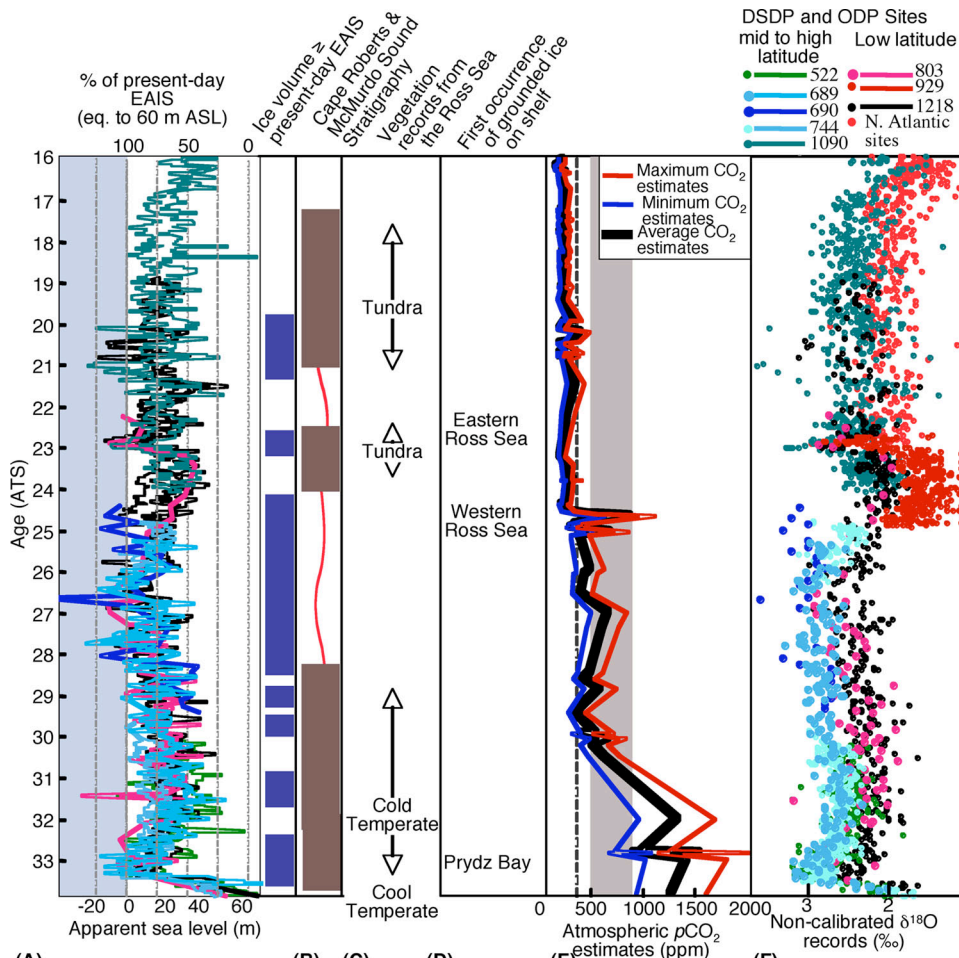 DSDP and ODP Sites
mid to high Low latitude
latitude
522
689
690
744
1090
803
929
1218
N. Atlantic
sites
% of present-day
EAIS
(eq. to 60 m ASL)
100 50 0
Ice volume ≥
present-day EAIS
Cape Roberts &
McMurdo Sound
Stratigraphy
Vegetation
records from
the Ross Sea
First occurrence
of grounded ice
on shelf
Age (ATS)
16
17
18
19
20
21
22
23
24
25
26
27
28
29
30
31
32
33
-20 0 20 40 60
Apparent sea level (m)
Tundra
Tundra
Cold
Temperate
Cool
Temperate
Eastern
Ross Sea
Western
Ross Sea
Prydz Bay
Maximum CO2
estimates
Minimum CO2
estimates
Average CO2
estimates
0 500 1000 1500 2000
Atmospheric pCO2
estimates (ppm)
3 2
Non-calibrated δ18O
records (‰)
(A) (B) (C) (D) (E) (F)